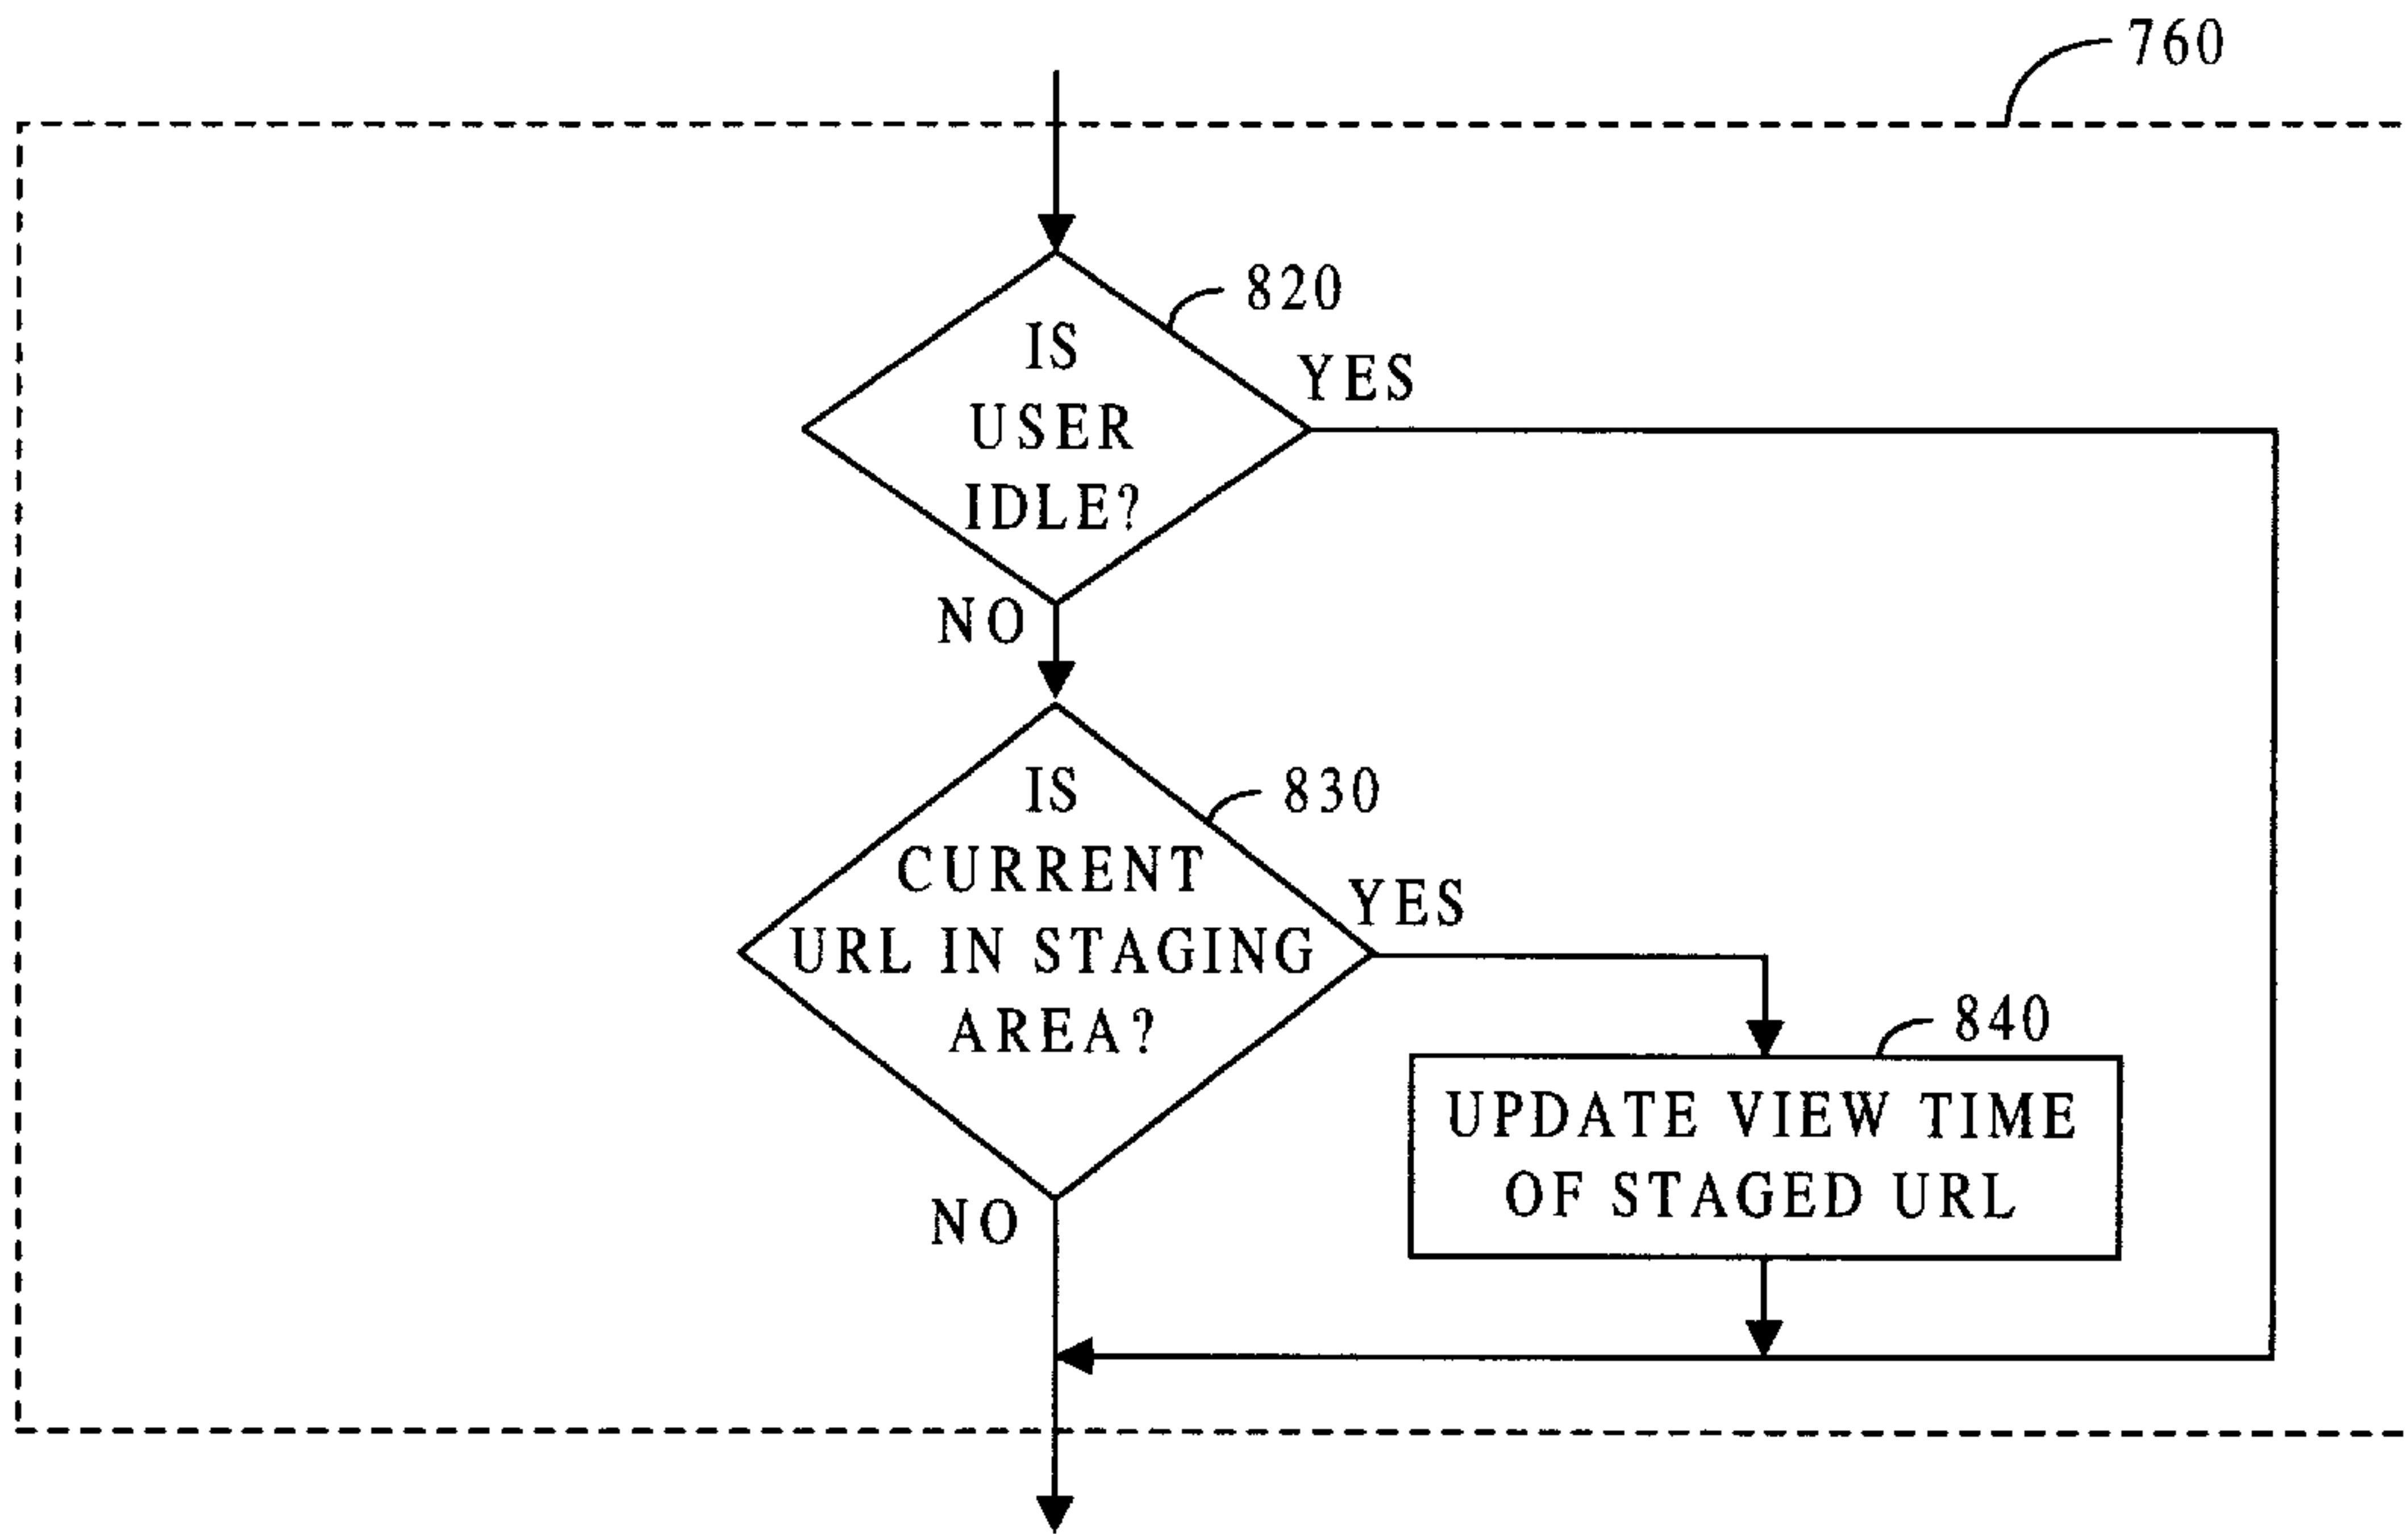 760
820
IS
USER
IDLE?
YES
NO
830
IS
CURRENT
URL IN STAGING
AREA?
YES
840
UPDATE VIEW TIME
OF STAGED URL
NO